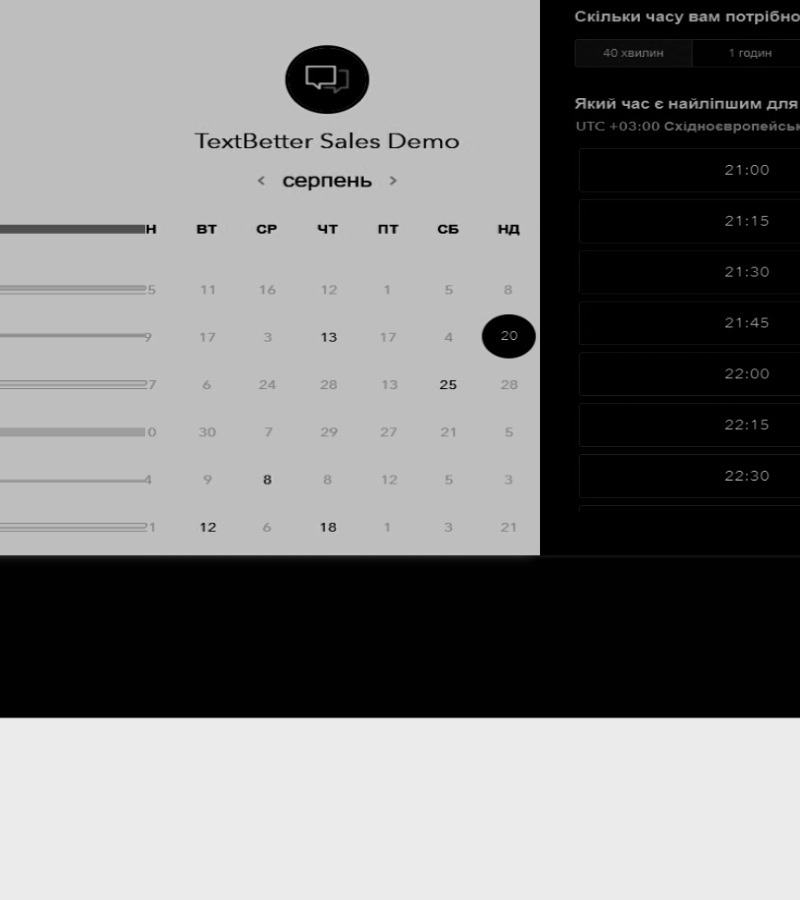 TextBetter Sales Demo
‹ серпень ›
Н ВТ СР ЧТ ПТ СБ НД
5 11 16 12 1 5 8
9 17 3 13 17 4 20
7 6 24 28 13 25 28
0 30 7 29 27 21 5
4 9 8 8 12 5 3
1 12 6 18 1 3 21
Скільки часу вам потрібно
40 хвилин 1 годин
Який час є найліпшим для
UTC +03:00 Східноєвропейськ
21:00
21:15
21:30
21:45
22:00
22:15
22:30